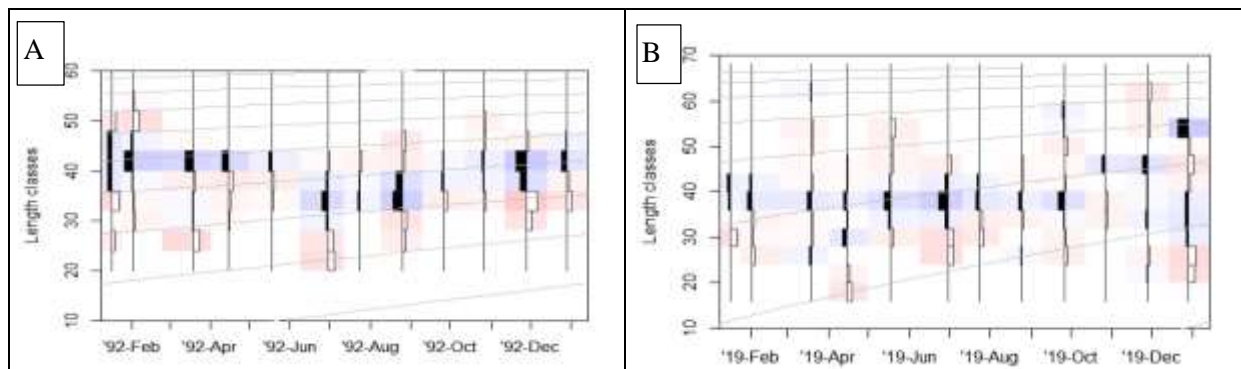 A
Length classes
60
50
40
30
20
10
'92-Feb '92-Apr '92-Jun '92-Aug '92-Oct '92-Dec
B
Length classes
70
60
50
40
30
20
10
'19-Feb '19-Apr '19-Jun '19-Aug '19-Oct '19-Dec